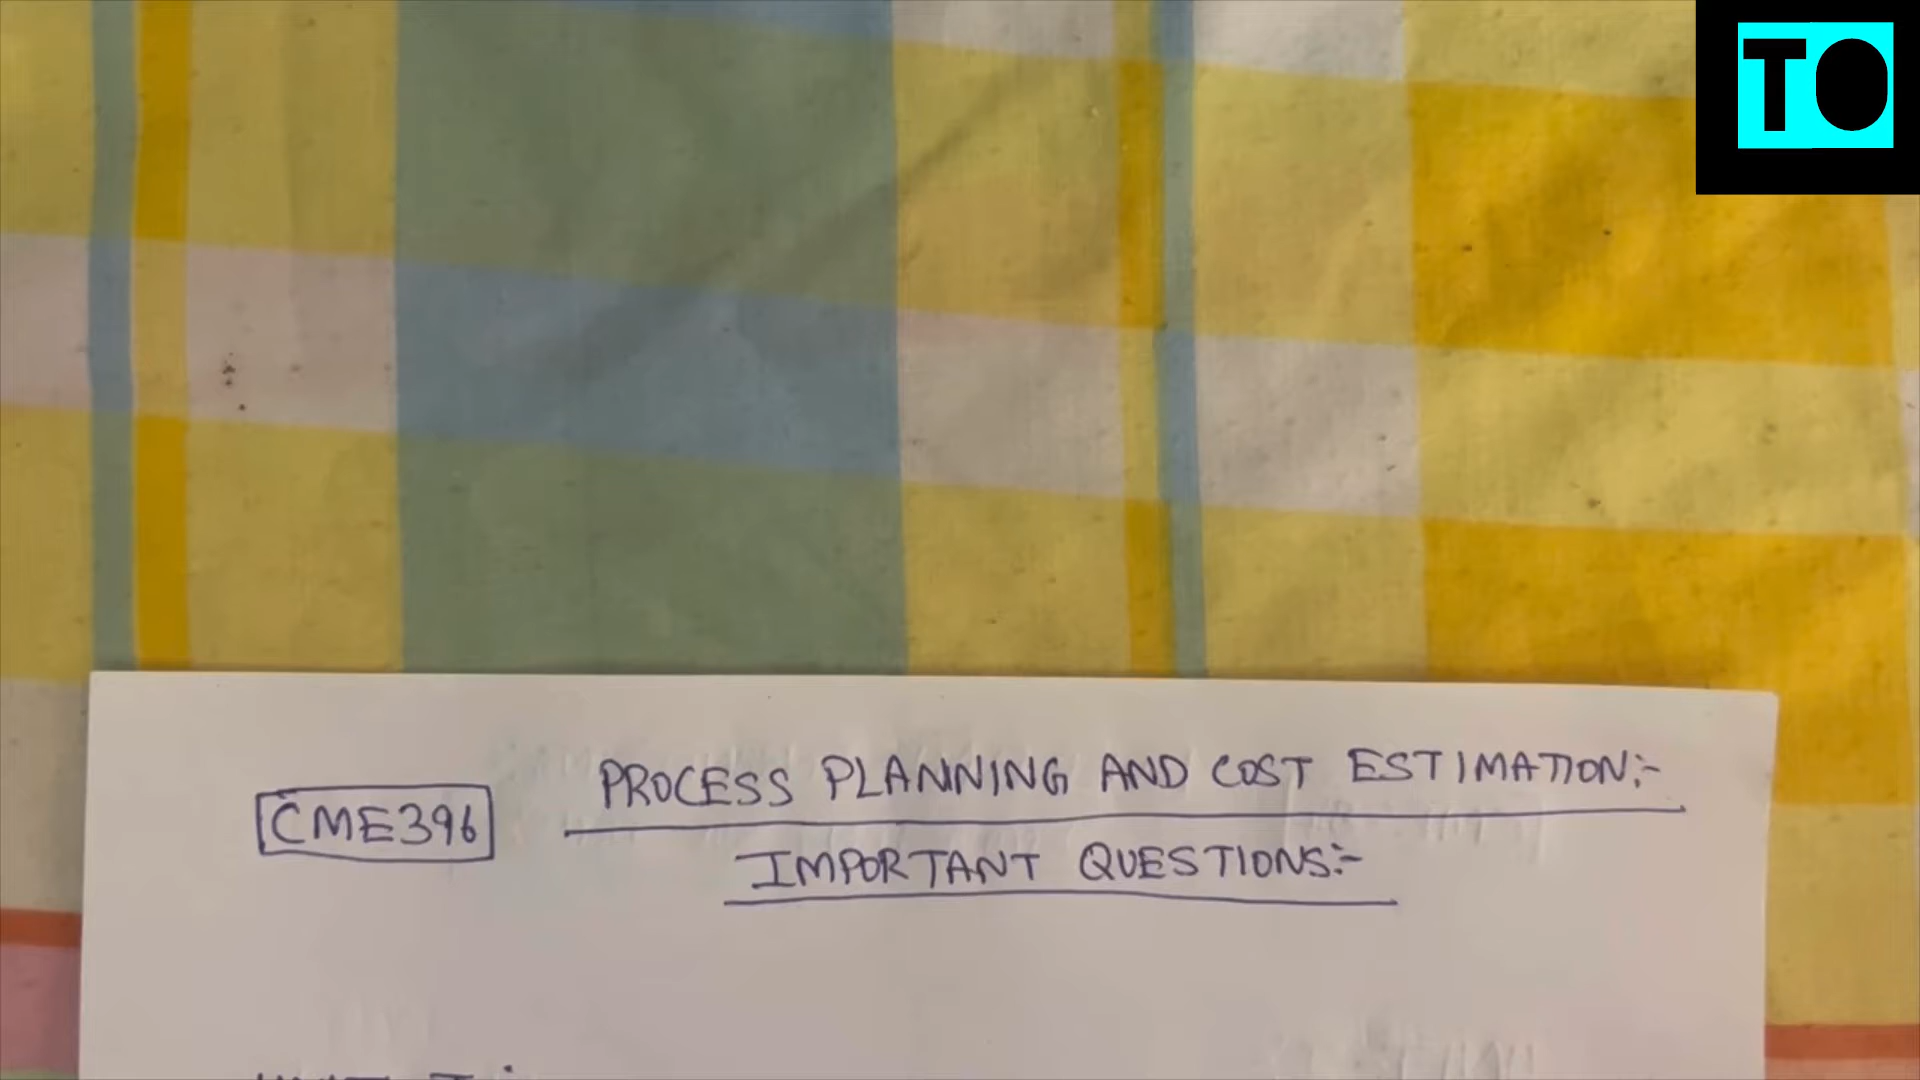 TO
CME396
PROCESS PLANNING AND COST ESTIMATION:-
IMPORTANT QUESTIONS:-